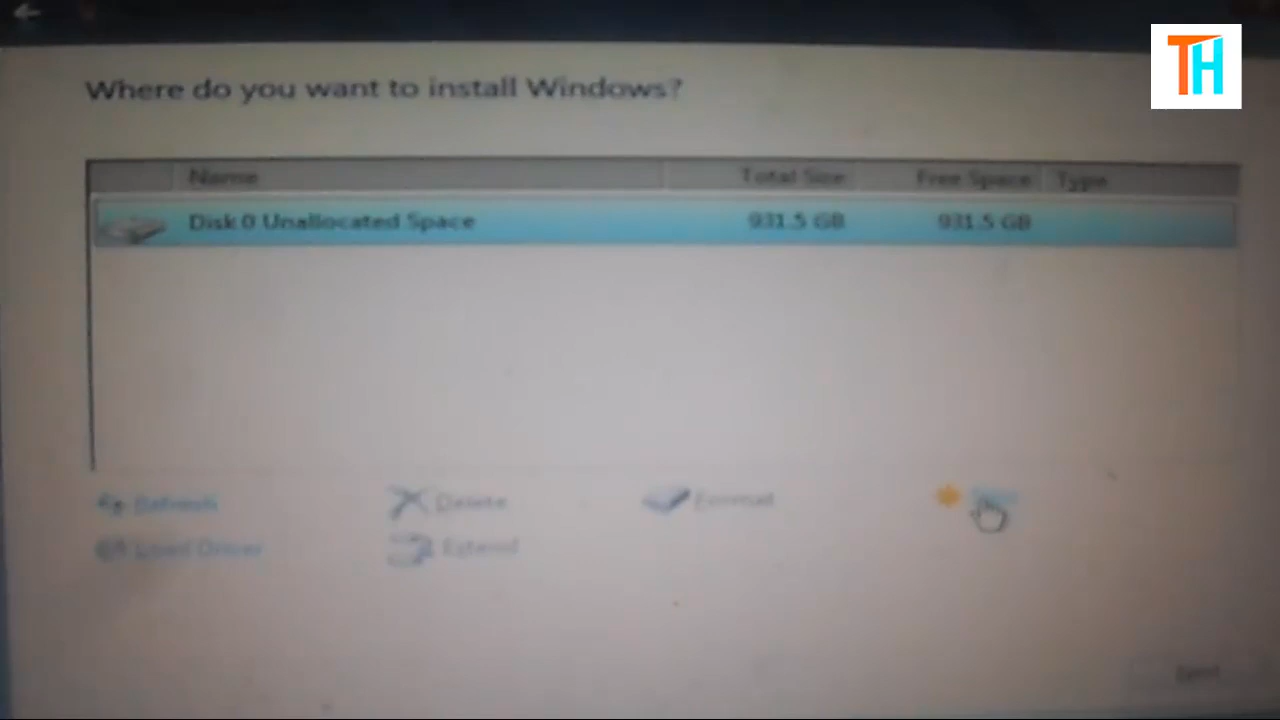 TH
Where do you want to install Windows?
Name Total Size Free Space Type
Disk 0 Unallocated Space 931.5 GB 931.5 GB
Refresh Delete Format
Load Driver Extend
Next